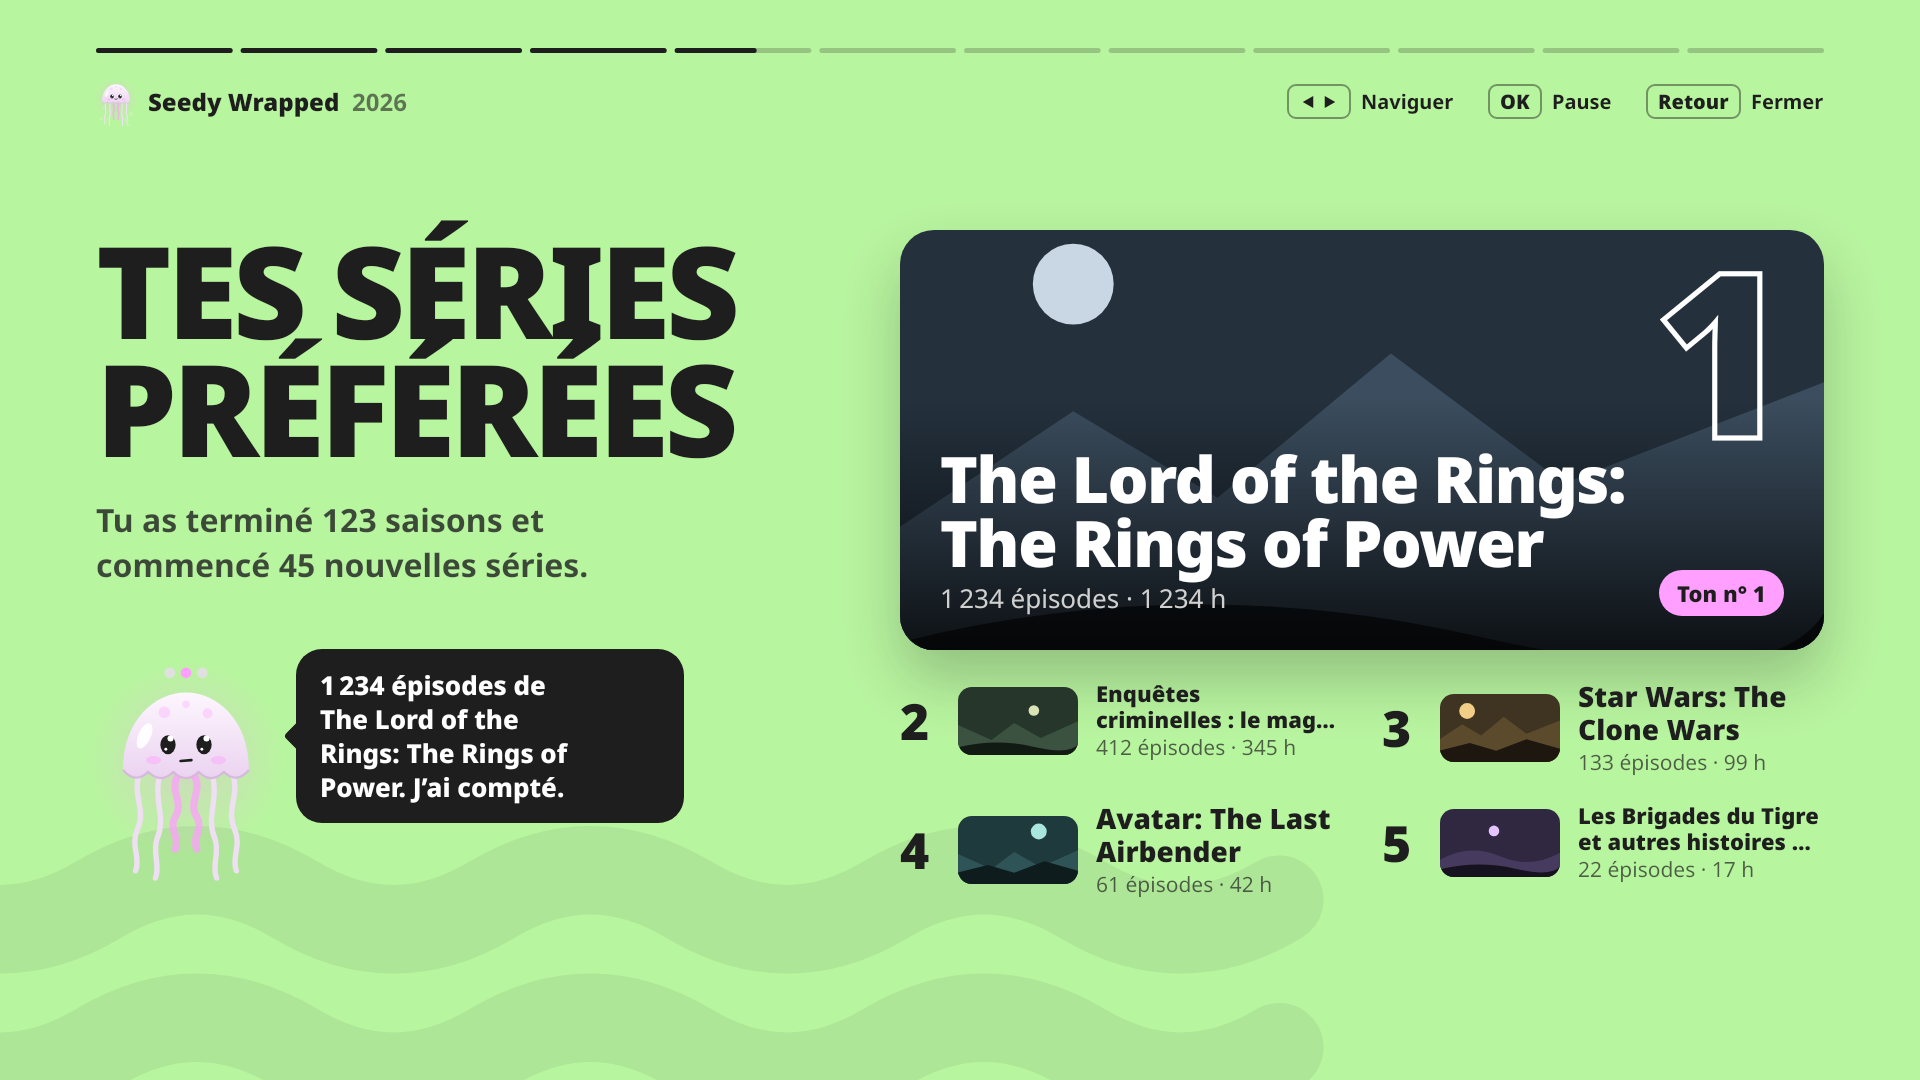 Seedy Wrapped 2026
◀ ▶ Naviguer OK Pause Retour Fermer
TES SÉRIES
PRÉFÉRÉES
Tu as terminé 123 saisons et
commencé 45 nouvelles séries.
1 234 épisodes de
The Lord of the
Rings: The Rings of
Power. J’ai compté.
1
The Lord of the Rings:
The Rings of Power
1 234 épisodes · 1 234 h
Ton n° 1
2
Enquêtes
criminelles : le mag…
412 épisodes · 345 h
3
Star Wars: The
Clone Wars
133 épisodes · 99 h
4
Avatar: The Last
Airbender
61 épisodes · 42 h
5
Les Brigades du Tigre
et autres histoires …
22 épisodes · 17 h